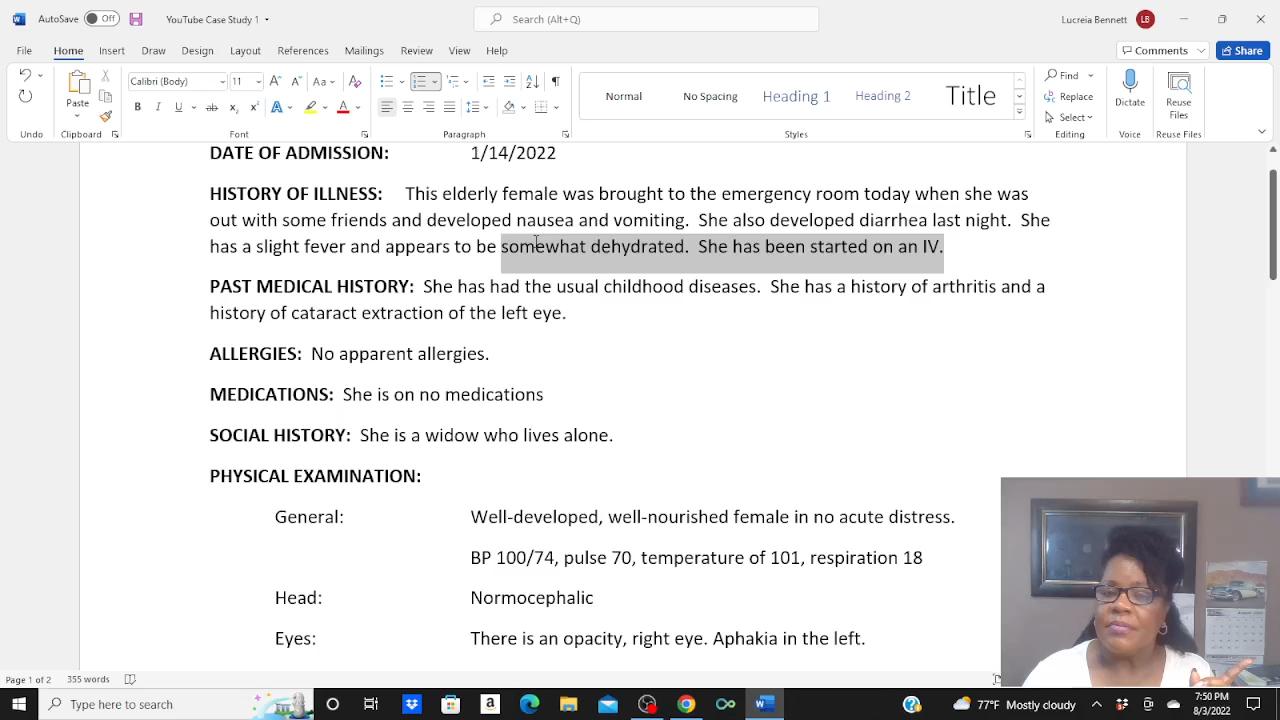 AutoSave Off YouTube Case Study 1 Search (Alt+Q) Lucreia Bennett LB
File Home Insert Draw Design Layout References Mailings Review View Help Comments Share
Paste Calibri (Body) 11 Aa Normal No Spacing Heading 1 Heading 2 Title Find Replace Select Dictate Reuse Files
Undo Clipboard Font Paragraph Styles Editing Voice Reuse Files
DATE OF ADMISSION: 1/14/2022
HISTORY OF ILLNESS: This elderly female was brought to the emergency room today when she was
out with some friends and developed nausea and vomiting. She also developed diarrhea last night. She
has a slight fever and appears to be somewhat dehydrated. She has been started on an IV.
PAST MEDICAL HISTORY: She has had the usual childhood diseases. She has a history of arthritis and a
history of cataract extraction of the left eye.
ALLERGIES: No apparent allergies.
MEDICATIONS: She is on no medications
SOCIAL HISTORY: She is a widow who lives alone.
PHYSICAL EXAMINATION:
General: Well-developed, well-nourished female in no acute distress.
BP 100/74, pulse 70, temperature of 101, respiration 18
Head: Normocephalic
Eyes: There is an opacity, right eye. Aphakia in the left.
Page 1 of 2 355 words
Type here to search 77°F Mostly cloudy 7:50 PM
8/3/2022